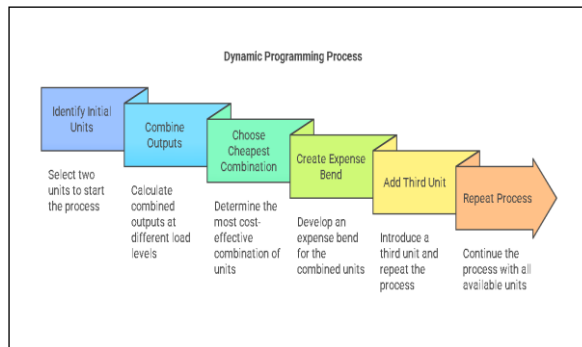 Dynamic Programming Process
Identify Initial
Units
Select two
units to start
the process
Combine
Outputs
Calculate
combined
outputs at
different load
levels
Choose
Cheapest
Combination
Determine the
most cost-
effective
combination of
units
Create Expense
Bend
Develop an
expense bend
for the
combined units
Add Third Unit
Introduce a
third unit and
repeat the
process
Repeat Process
Continue the
process with all
available units